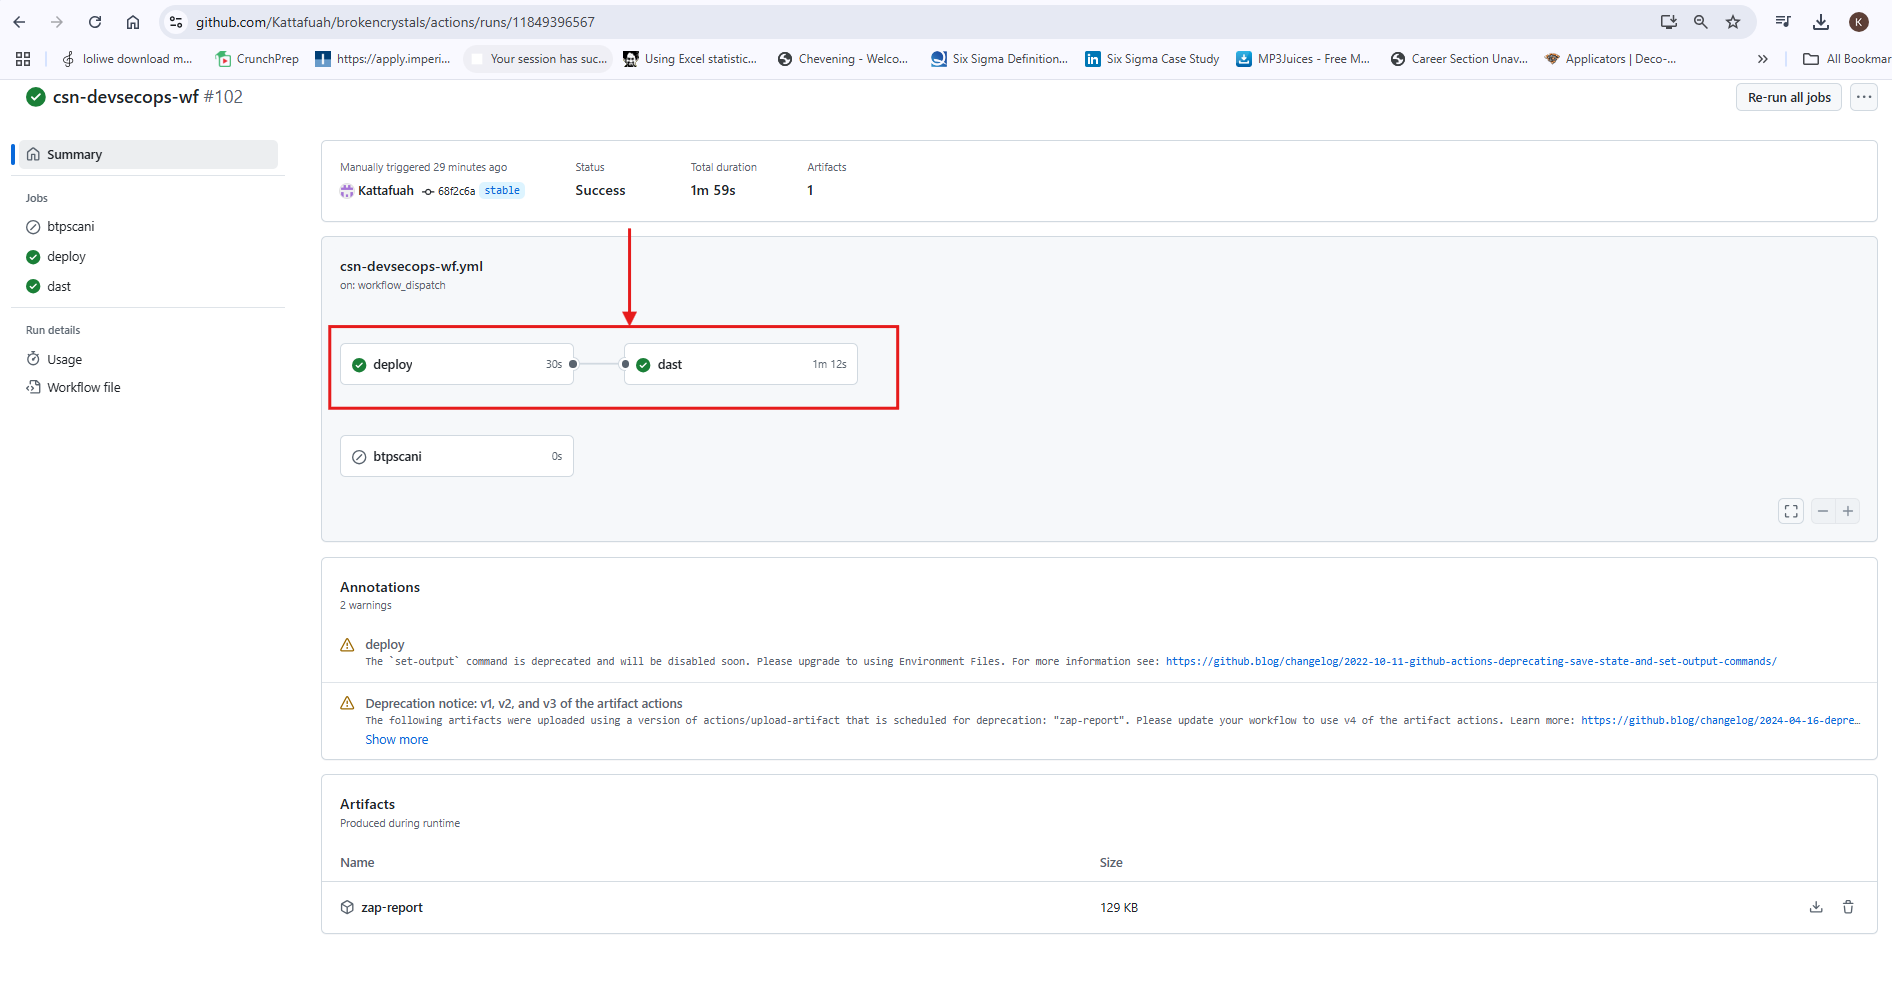 github.com/Kattafuah/brokencrystals/actions/runs/11849396567
K
loliwe download m...
CrunchPrep
https://apply.imperi...
Your session has suc...
Using Excel statistic...
Chevening - Welco...
Six Sigma Definition...
Six Sigma Case Study
MP3Juices - Free M...
Career Section Unav...
Applicators | Deco-...
All Bookmar
csn-devsecops-wf #102
Re-run all jobs
Summary
Jobs
btpscani
deploy
dast
Run details
Usage
Workflow file
Manually triggered 29 minutes ago
Kattafuah 68f2c6a stable
Status
Success
Total duration
1m 59s
Artifacts
1
csn-devsecops-wf.yml
on: workflow_dispatch
deploy 30s
dast 1m 12s
btpscani 0s
Annotations
2 warnings
deploy
The `set-output` command is deprecated and will be disabled soon. Please upgrade to using Environment Files. For more information see: https://github.blog/changelog/2022-10-11-github-actions-deprecating-save-state-and-set-output-commands/
Deprecation notice: v1, v2, and v3 of the artifact actions
The following artifacts were uploaded using a version of actions/upload-artifact that is scheduled for deprecation: "zap-report". Please update your workflow to use v4 of the artifact actions. Learn more: https://github.blog/changelog/2024-04-16-depre…
Show more
Artifacts
Produced during runtime
Name Size
zap-report 129 KB